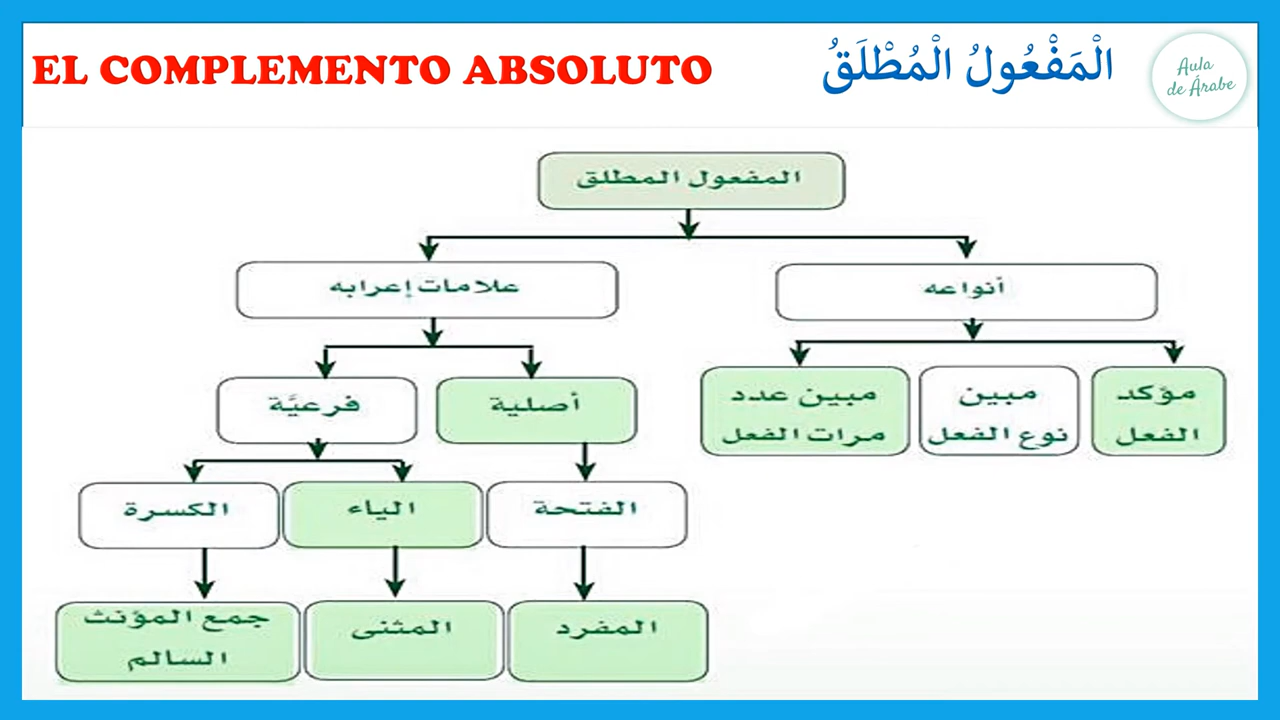 EL COMPLEMENTO ABSOLUTO
الْمَفْعُولُ الْمُطْلَقُ
Aula
de Árabe
المفعول المطلق
أنواعه
علامات إعرابه
مؤكد
الفعل
مبين
نوع الفعل
مبين عدد
مرات الفعل
أصلية
فرعيَّة
الفتحة
الياء
الكسرة
المفرد
المثنى
جمع المؤنث
السالم